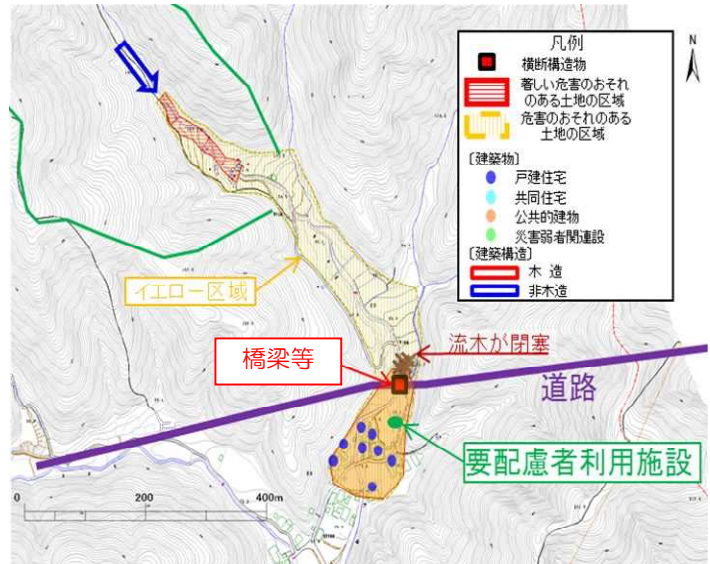 凡例
横断構造物
著しい危害のおそれ
のある土地の区域
危害のおそれのある
土地の区域
〔建築物〕
戸建住宅
共同住宅
公共的建物
災害弱者関連設
〔建築構造〕
木 造
非木造
N
イエロー区域
橋梁等
流木が閉塞
道路
要配慮者利用施設
0
200
400m